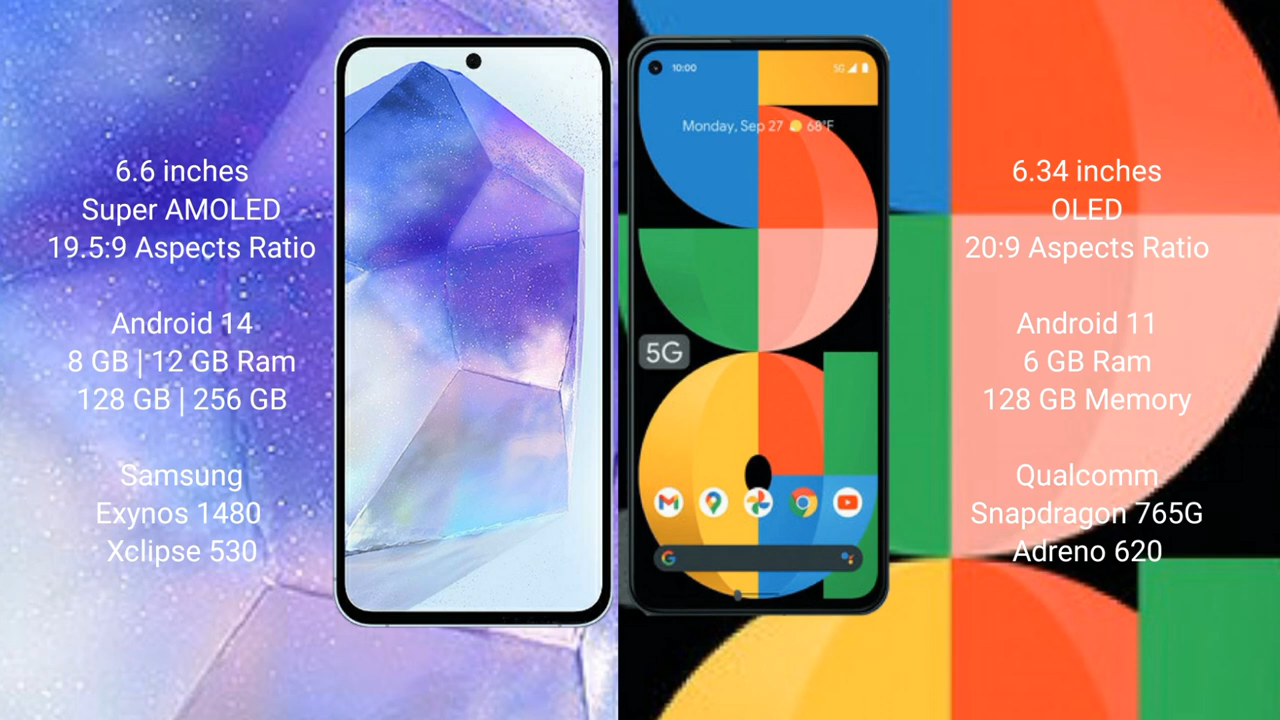 6.6 inches
Super AMOLED
19.5:9 Aspects Ratio
Android 14
8 GB | 12 GB Ram
128 GB | 256 GB
Samsung
Exynos 1480
Xclipse 530
10:00
5G
Monday, Sep 27 68°F
5G
6.34 inches
OLED
20:9 Aspects Ratio
Android 11
6 GB Ram
128 GB Memory
Qualcomm
Snapdragon 765G
Adreno 620